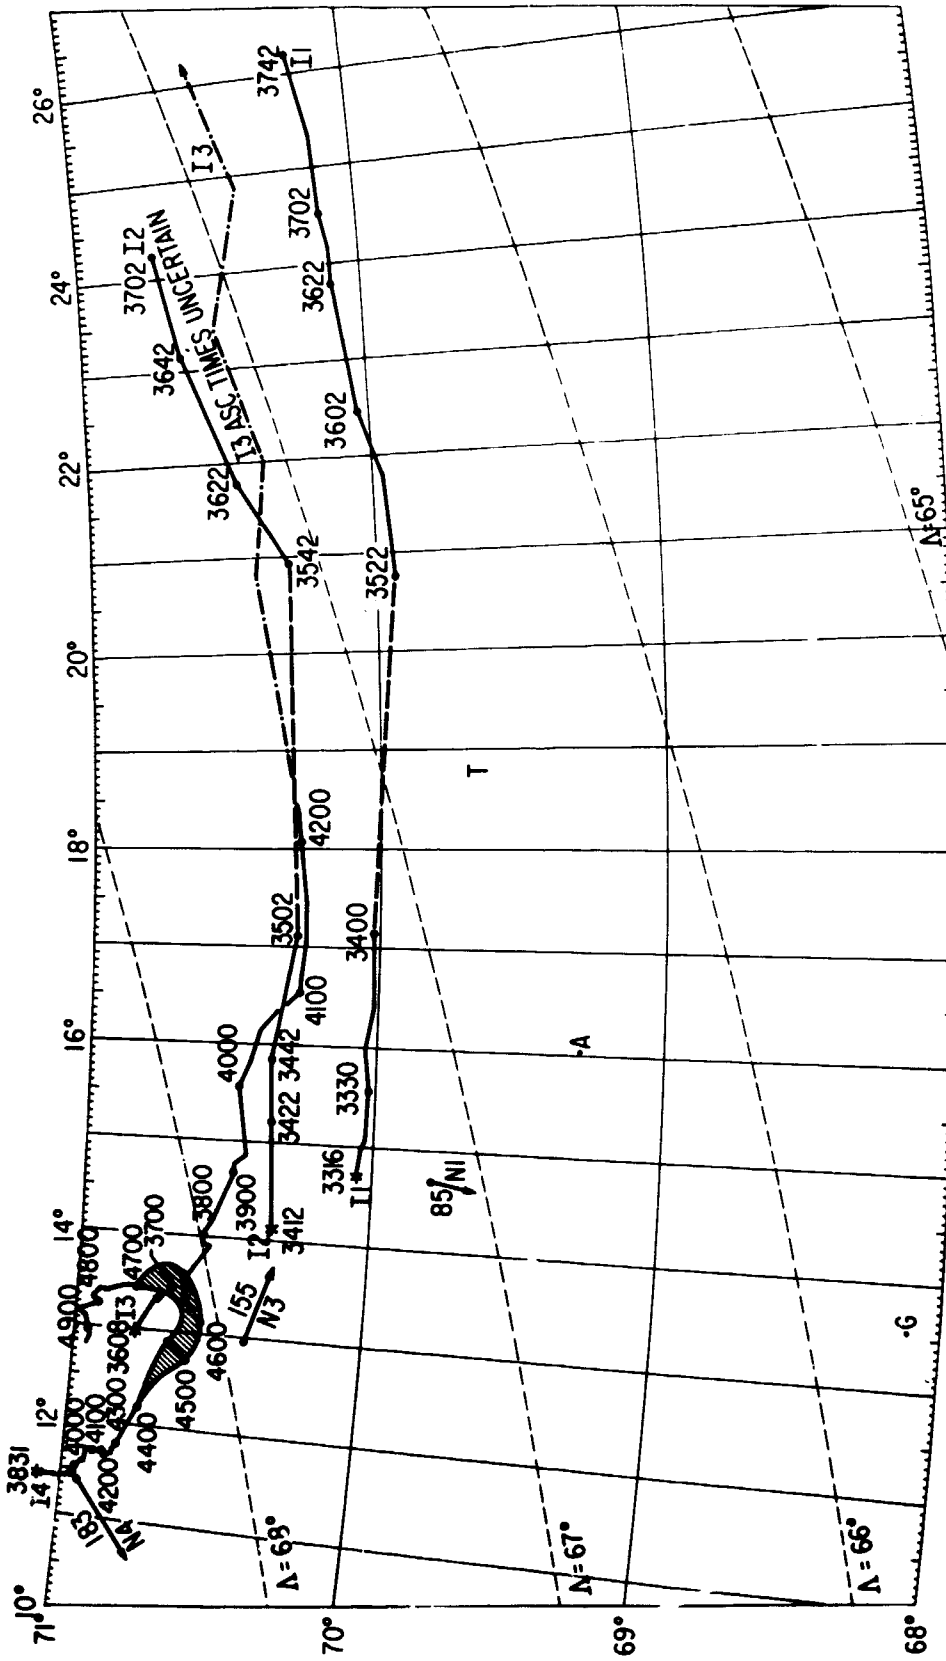 10°
12°
14°
16°
18°
20°
22°
24°
26°
71°
70°
69°
68°
3831
I4
183
N4
4000
4100
4200
4300
4400
4500
4600
4700
4800
4900
3608
I3
3700
3800
3900
4000
4100
4200
155
N3
I2
3412
3422
3442
3502
3542
3622
3642
3702 I2
I3 ASC TIMES UNCERTAIN
I3
I1
3316
3330
3400
3522
3602
3622
3702
3742
I1
85
N1
T
A
G
Λ = 68°
Λ = 67°
Λ = 66°
Λ=65°